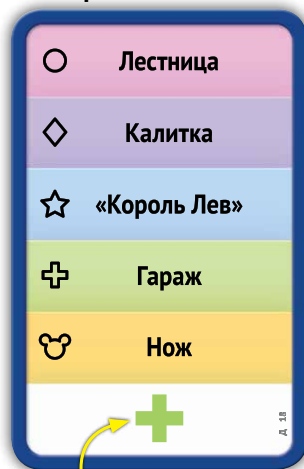 Лестница
Калитка
«Король Лев»
Гараж
Нож
Д 18